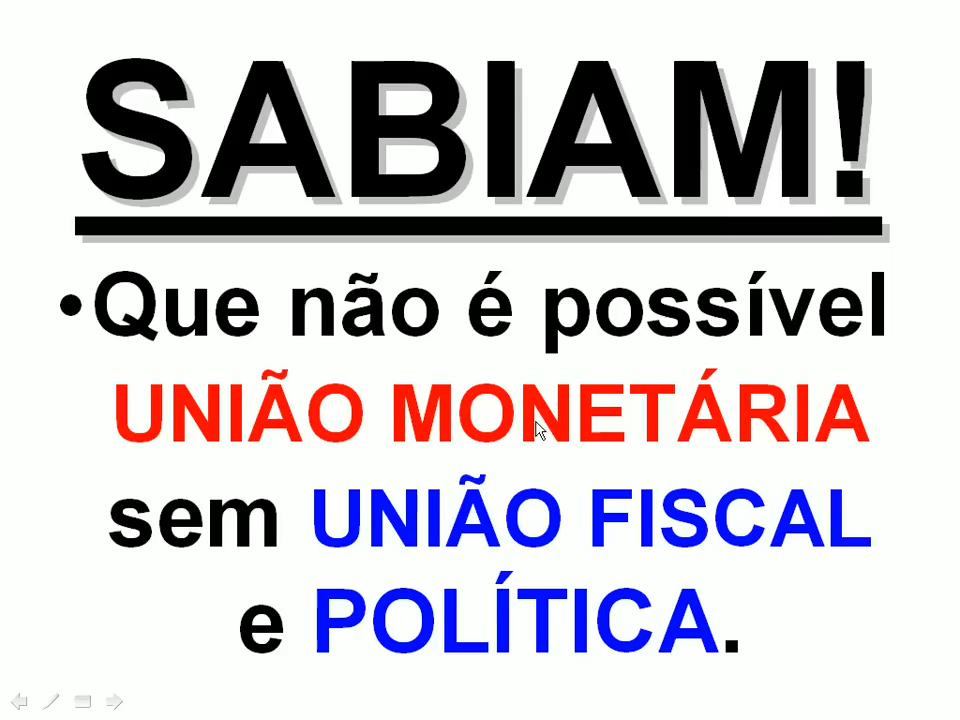 SABIAM!
•Que não é possível
UNIÃO MONETÁRIA
sem UNIÃO FISCAL
e POLÍTICA.